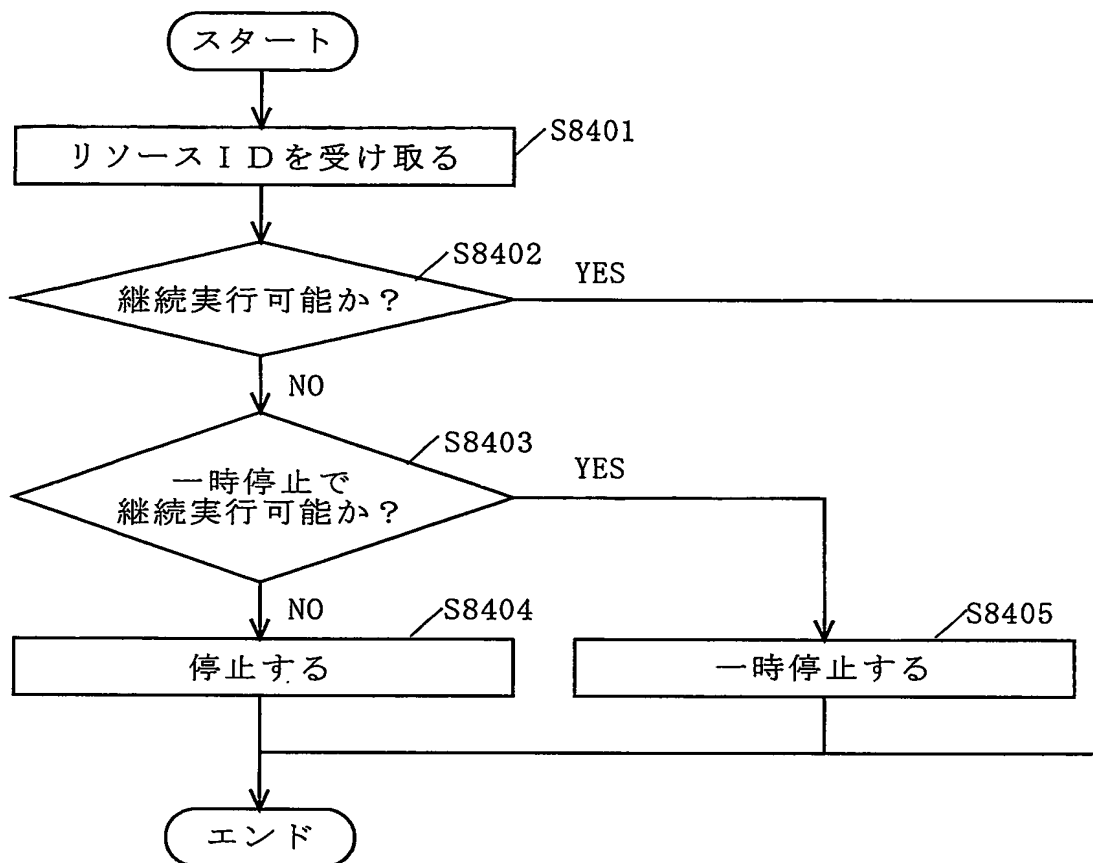 スタート
S8401
リソースＩＤを受け取る
S8402
YES
継続実行可能か？
NO
S8403
YES
一時停止で
継続実行可能か？
NO
S8404
S8405
停止する
一時停止する
エンド